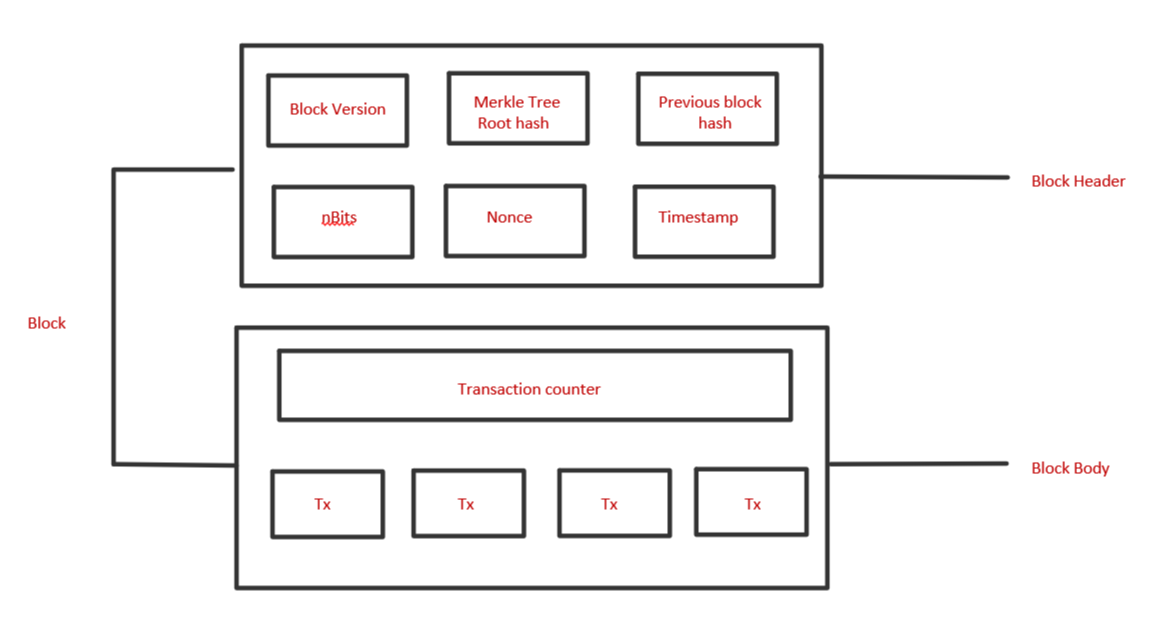 Block Version
Merkle Tree
Root hash
Previous block
hash
nBits
Nonce
Timestamp
Block Header
Block
Transaction counter
Tx
Tx
Tx
Tx
Block Body